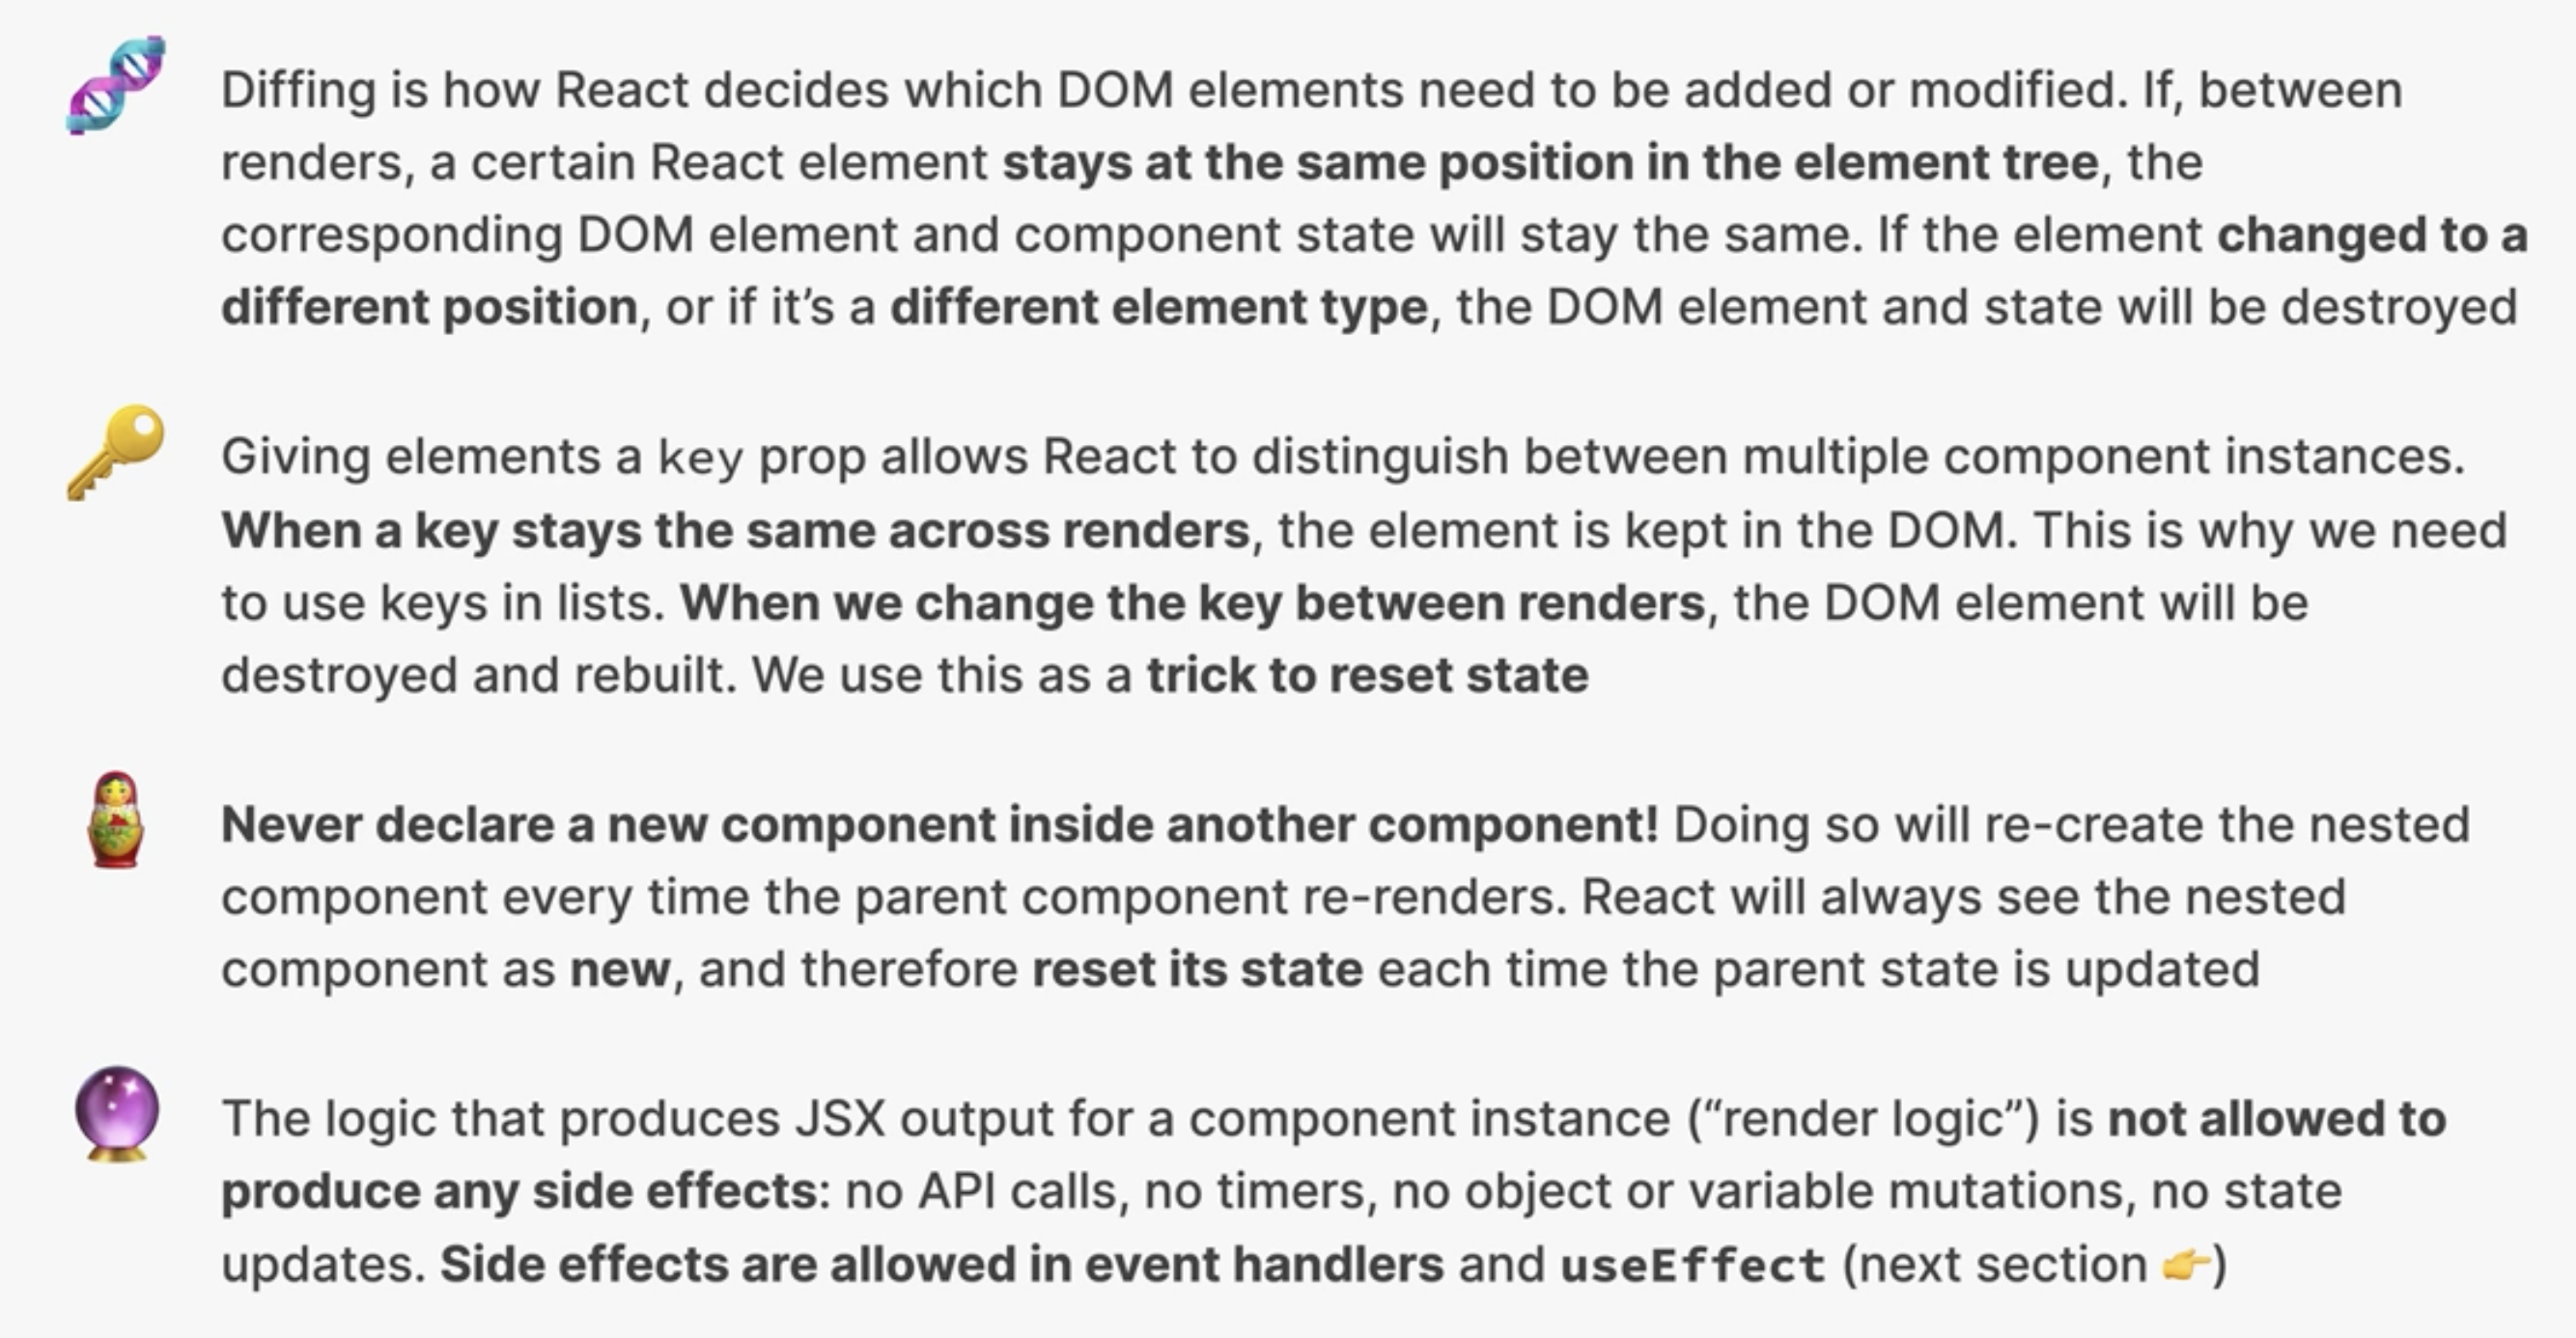 Diffing is how React decides which DOM elements need to be added or modified. If, between
renders, a certain React element stays at the same position in the element tree, the
corresponding DOM element and component state will stay the same. If the element changed to a
different position, or if it’s a different element type, the DOM element and state will be destroyed
Giving elements a key prop allows React to distinguish between multiple component instances.
When a key stays the same across renders, the element is kept in the DOM. This is why we need
to use keys in lists. When we change the key between renders, the DOM element will be
destroyed and rebuilt. We use this as a trick to reset state
Never declare a new component inside another component! Doing so will re-create the nested
component every time the parent component re-renders. React will always see the nested
component as new, and therefore reset its state each time the parent state is updated
The logic that produces JSX output for a component instance (“render logic”) is not allowed to
produce any side effects: no API calls, no timers, no object or variable mutations, no state
updates. Side effects are allowed in event handlers and useEffect (next section 👉)